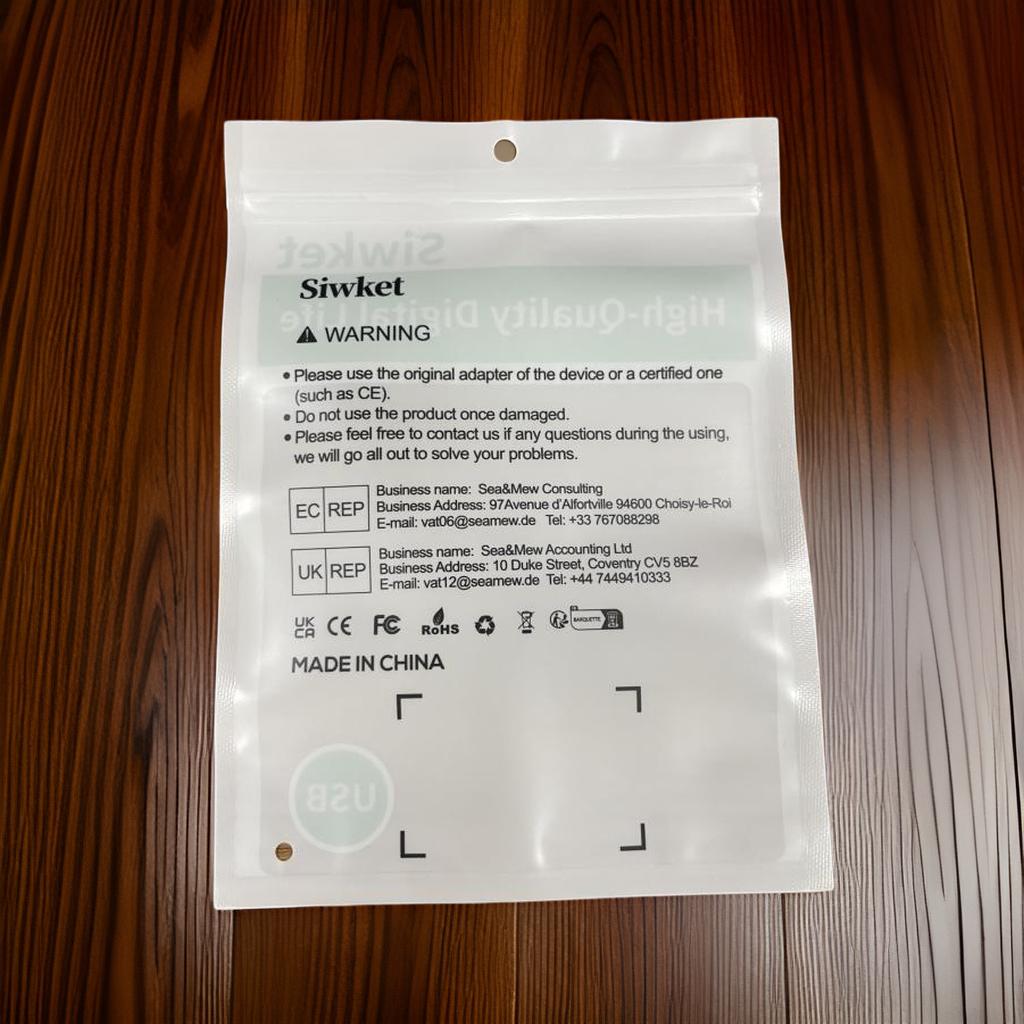 Siwket
High-Quality Digital Life
Siwket
WARNING
• Please use the original adapter of the device or a certified one
(such as CE).
• Do not use the product once damaged.
• Please feel free to contact us if any questions during the using,
we will go all out to solve your problems.
EC REP
Business name: Sea&Mew Consulting
Business Address: 97Avenue d'Alfortville 94600 Choisy-le-Roi
E-mail: vat06@seamew.de Tel: +33 767088298
UK REP
Business name: Sea&Mew Accounting Ltd
Business Address: 10 Duke Street, Coventry CV5 8BZ
E-mail: vat12@seamew.de Tel: +44 7449410333
UK CA CE FC RoHS BARQUETTE
MADE IN CHINA
USB